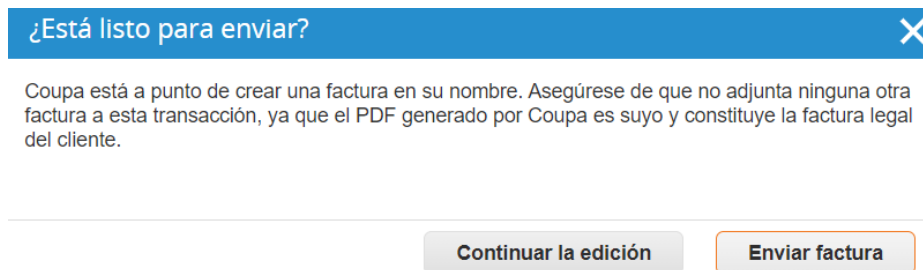 ¿Está listo para enviar?
Coupa está a punto de crear una factura en su nombre. Asegúrese de que no adjunta ninguna otra
factura a esta transacción, ya que el PDF generado por Coupa es suyo y constituye la factura legal
del cliente.
Continuar la edición Enviar factura